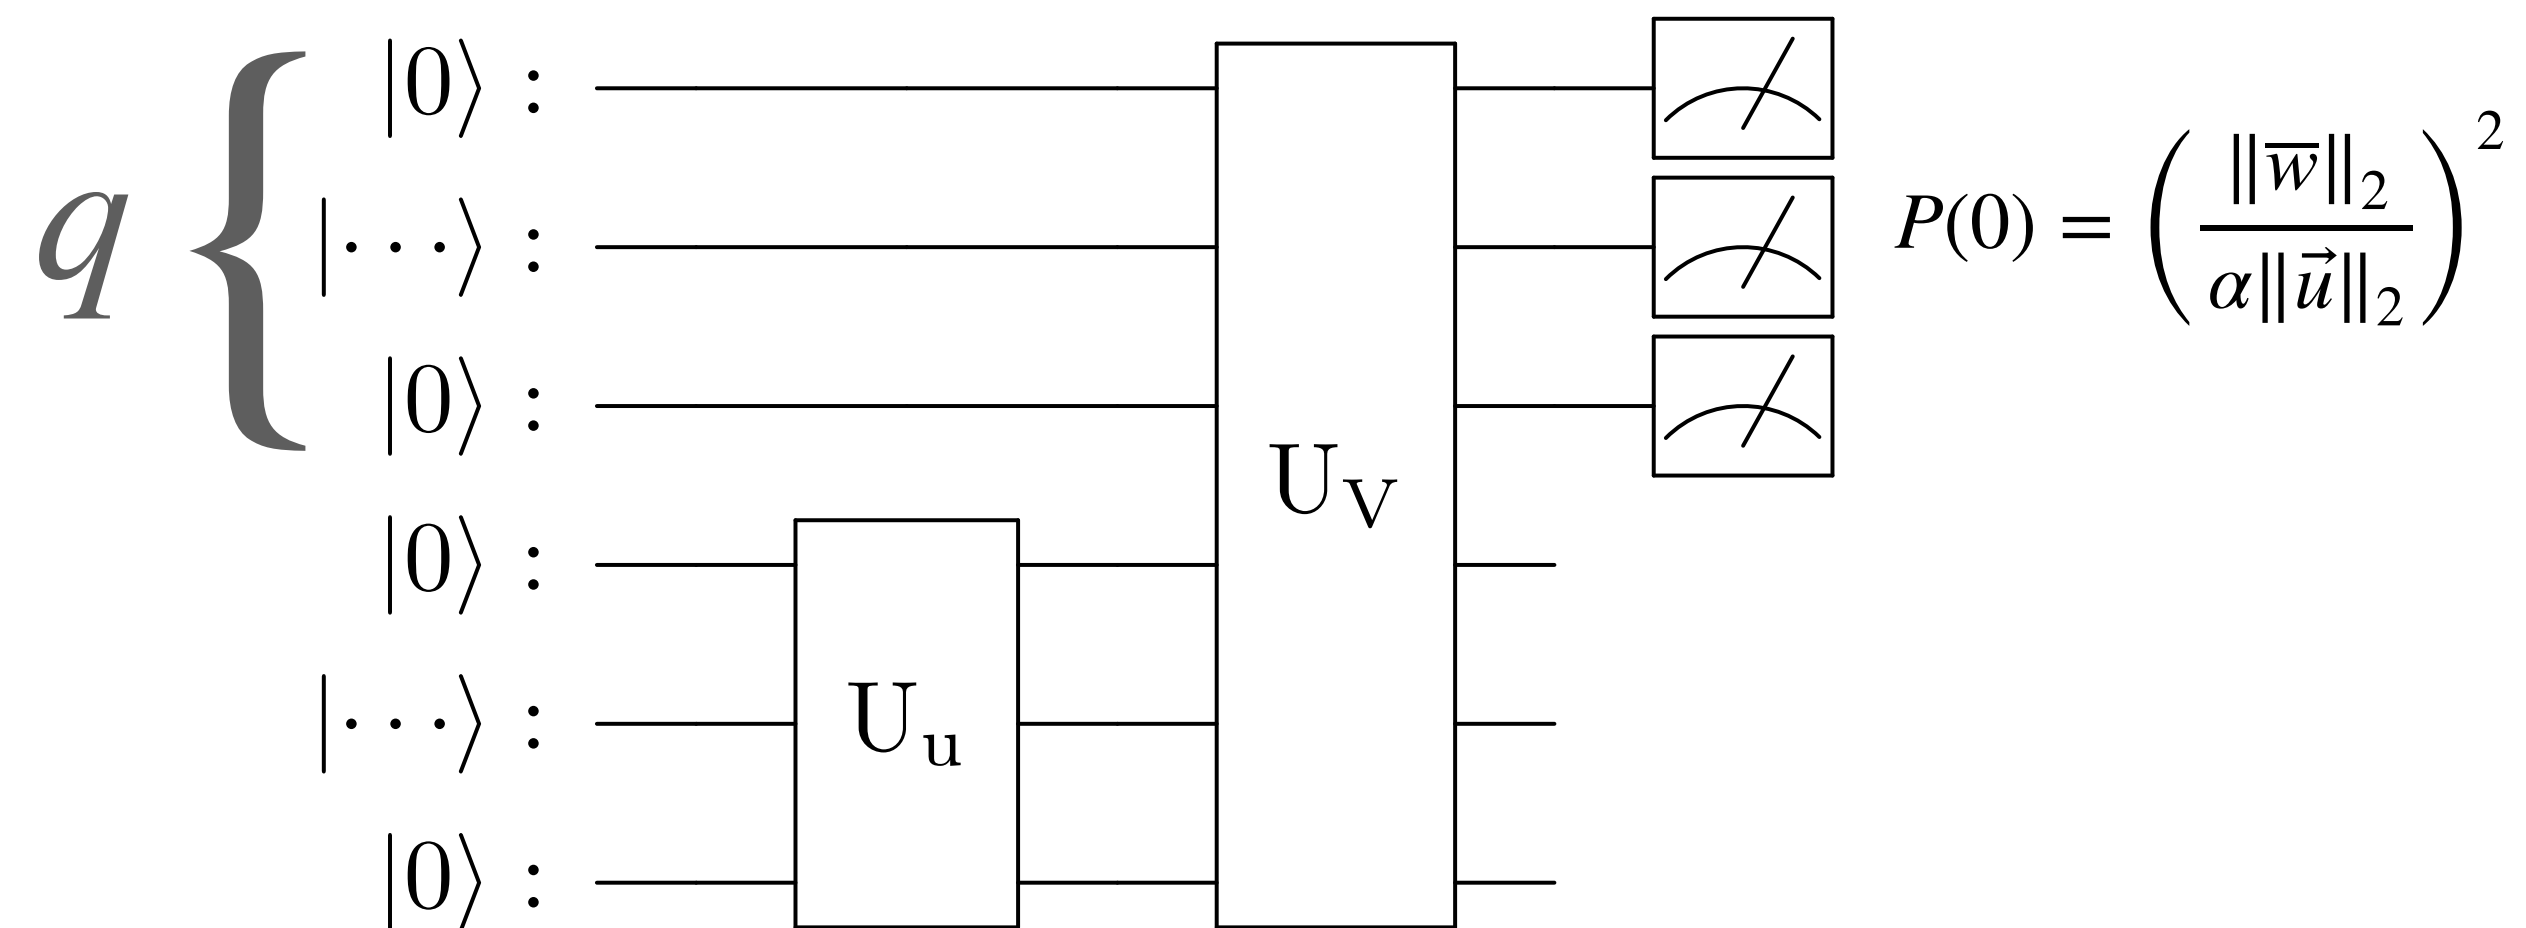 |0⟩ :
q { |· · ·⟩ :
|0⟩ :
|0⟩ :
|· · ·⟩ :
|0⟩ :
U_u
U_V
P(0) = (‖w̅‖₂ / α‖u⃗‖₂)²